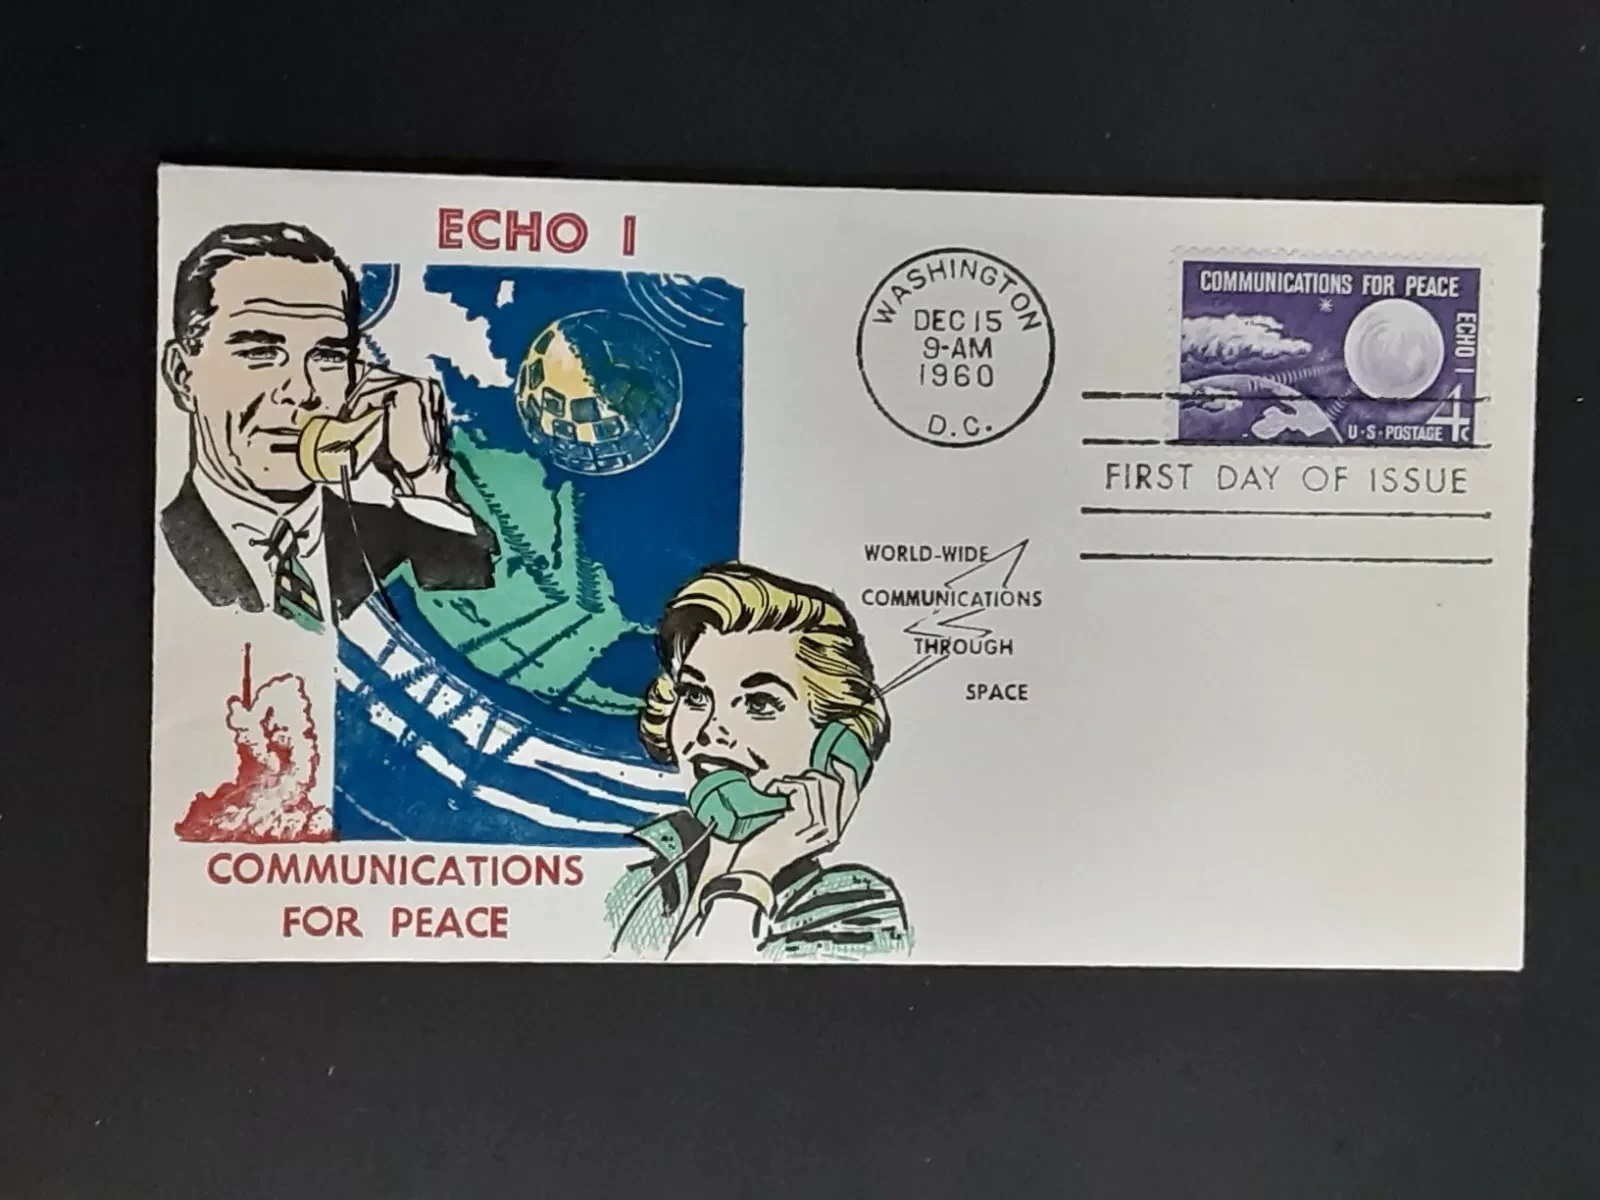 ECHO I
WASHINGTON
DEC 15
9-AM
1960
D.C.
COMMUNICATIONS FOR PEACE
ECHO I
4c
U·S·POSTAGE
FIRST DAY OF ISSUE
WORLD-WIDE
COMMUNICATIONS
THROUGH
SPACE
COMMUNICATIONS
FOR PEACE